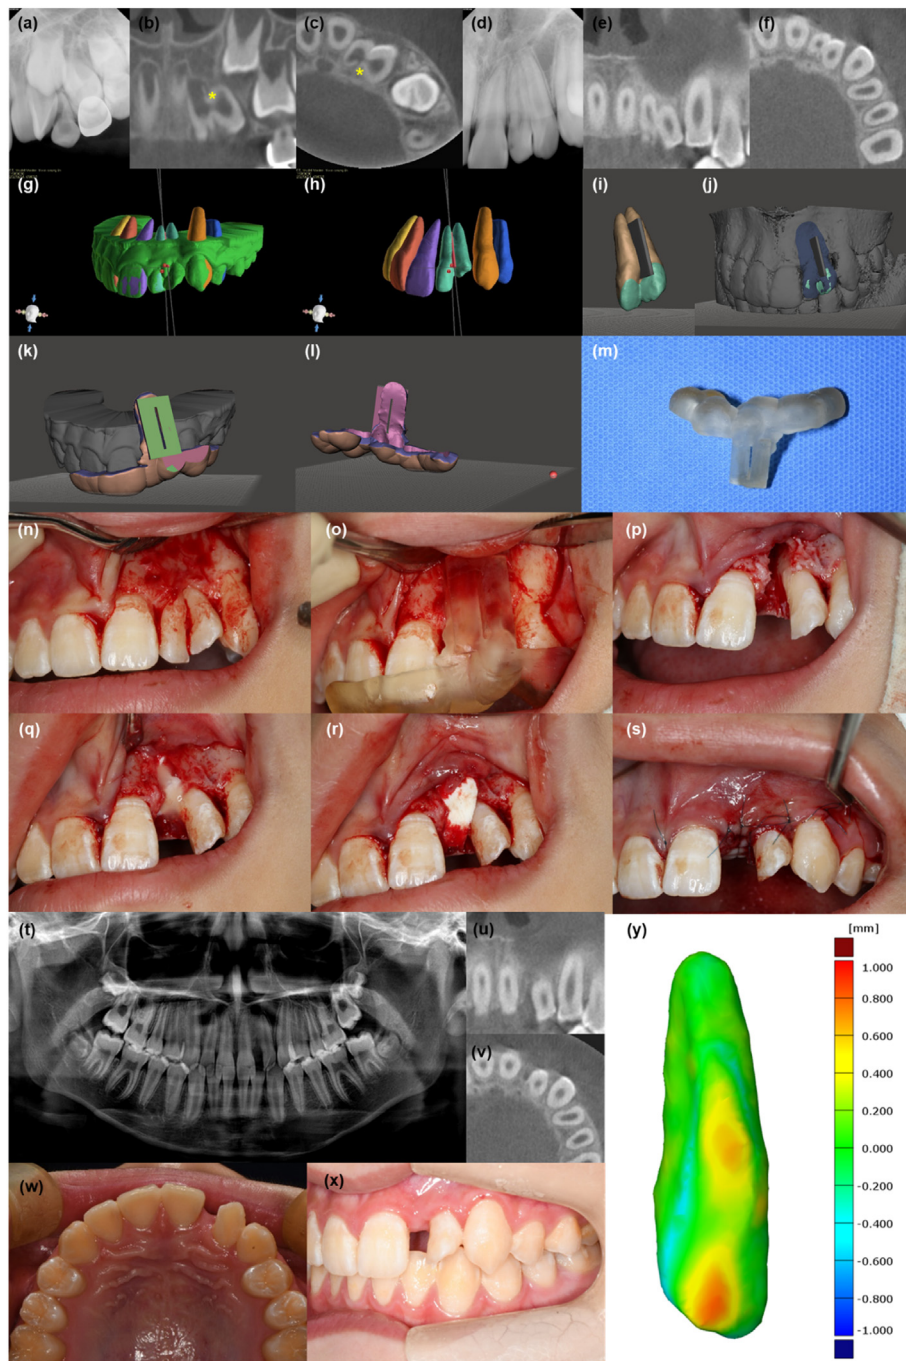 (a)
(b)
(c)
(d)
(e)
(f)
*
*
(g)
(h)
(i)
(j)
(k)
(l)
(m)
(n)
(o)
(p)
(q)
(r)
(s)
(t)
(u)
(v)
(w)
(x)
(y)
[mm]
1.000
0.800
0.600
0.400
0.200
0.000
-0.200
-0.400
-0.600
-0.800
-1.000